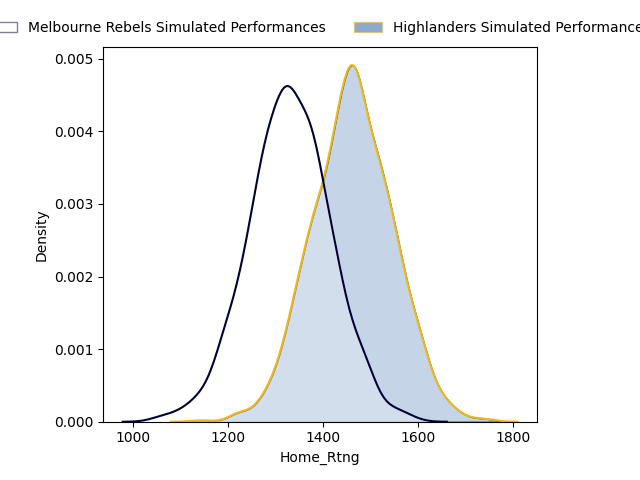 Melbourne Rebels Simulated Performances
Highlanders Simulated Performance
0.005
0.004
0.003
0.002
0.001
0.000
Density
1000 1200 1400 1600 1800
Home_Rtng